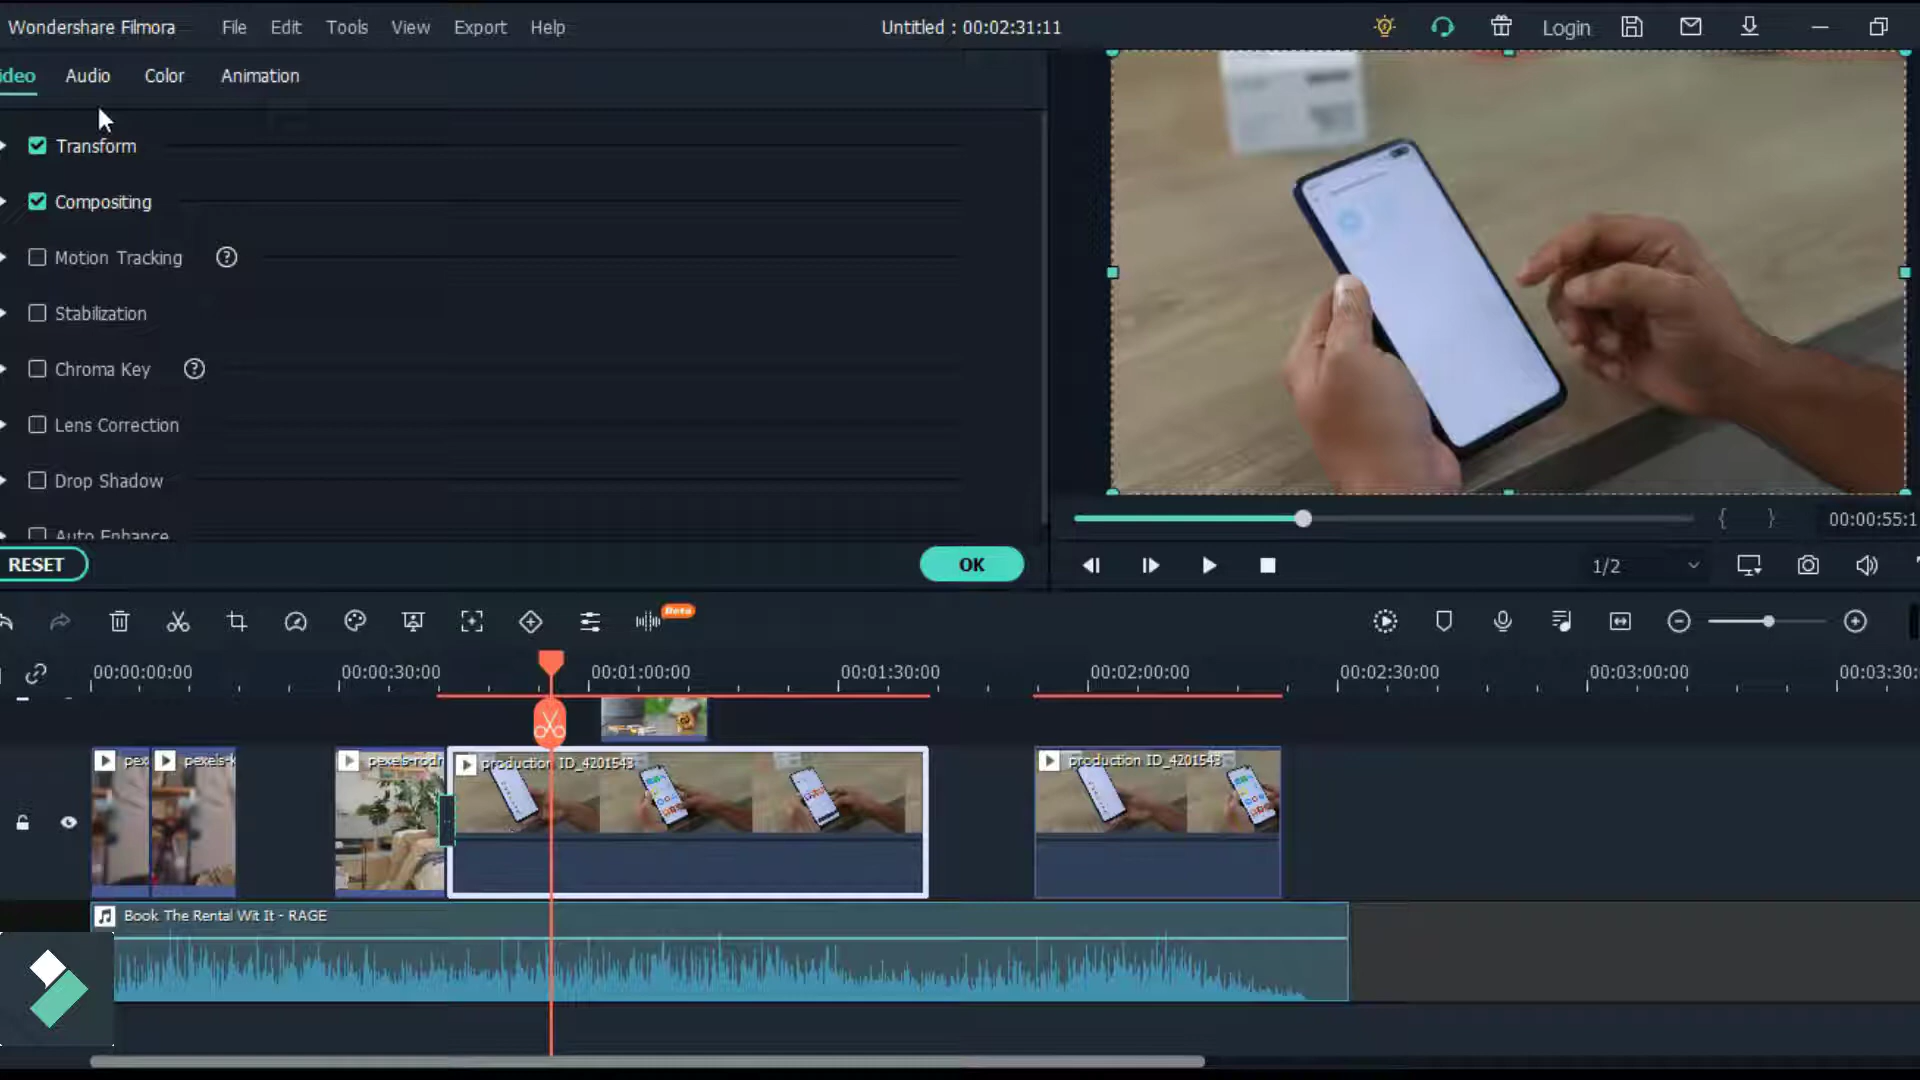 Wondershare Filmora File Edit Tools View Export Help Untitled : 00:02:31:11 Login
ideo Audio Color Animation
Transform
Compositing
Motion Tracking ?
Stabilization
Chroma Key ?
Lens Correction
Drop Shadow
Auto Enhance
RESET OK
00:00:55:1
1/2
Beta
00:00:00:00 00:00:30:00 00:01:00:00 00:01:30:00 00:02:00:00 00:02:30:00 00:03:00:00 00:03:30:0
pex pexels-k pexels-rodn production ID_4201543 production ID_4201543
Book The Rental Wit It - RAGE